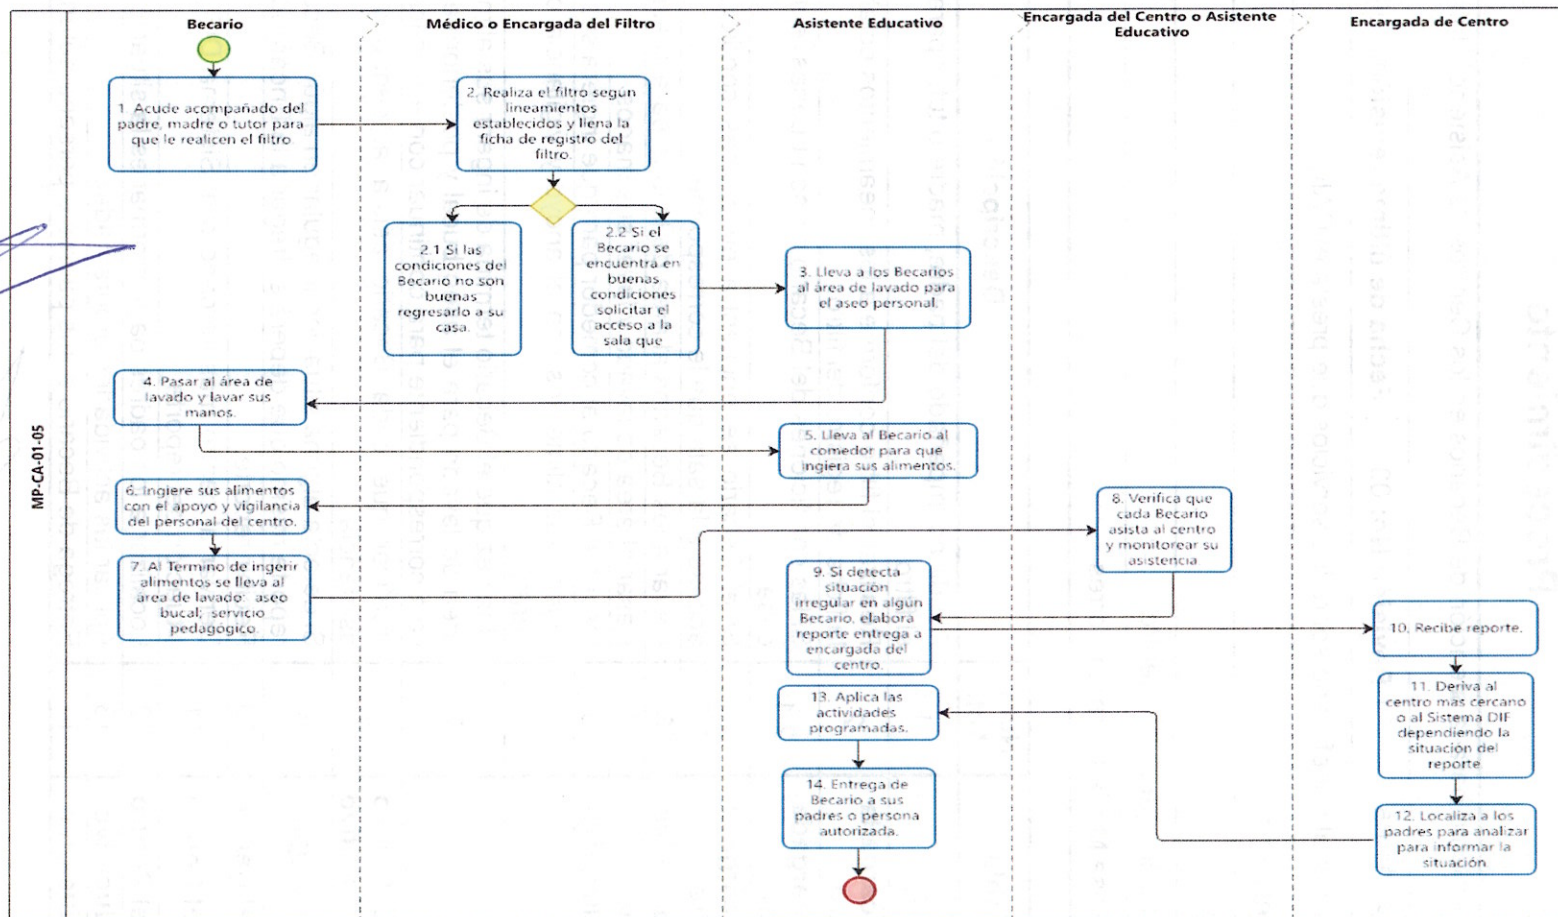 Becario
Médico o Encargada del Filtro
Asistente Educativo
Encargada del Centro o Asistente
Educativo
Encargada de Centro
MP-CA-01-05
1. Acude acompañado del
padre, madre o tutor para
que le realicen el filtro
2. Realiza el filtro según
lineamientos
establecidos y llena la
ficha de registro del
filtro.
2.1 Si las
condiciones del
Becario no son
buenas
regresarlo a su
casa.
2.2 Si el
Becario se
encuentra en
buenas
condiciones
solicitar el
acceso a la
sala que
3. Lleva a los Becarios
al área de lavado para
el aseo personal.
4. Pasar al área de
lavado y lavar sus
manos.
5. Lleva al Becario al
comedor para que
ingiera sus alimentos.
6. Ingiere sus alimentos
con el apoyo y vigilancia
del personal del centro.
7. Al Termino de ingerir
alimentos se lleva al
área de lavado: aseo
bucal; servicio
pedagógico.
8. Verifica que
cada Becario
asista al centro
y monitorear su
asistencia
9. Si detecta
situación
irregular en algún
Becario, elabora
reporte entrega a
encargada del
centro.
10. Recibe reporte.
11. Deriva al
centro mas cercano
o al Sistema DIF
dependiendo la
situación del
reporte
12. Localiza a los
padres para analizar
para informar la
situación
13. Aplica las
actividades
programadas.
14. Entrega de
Becario a sus
padres o persona
autorizada.